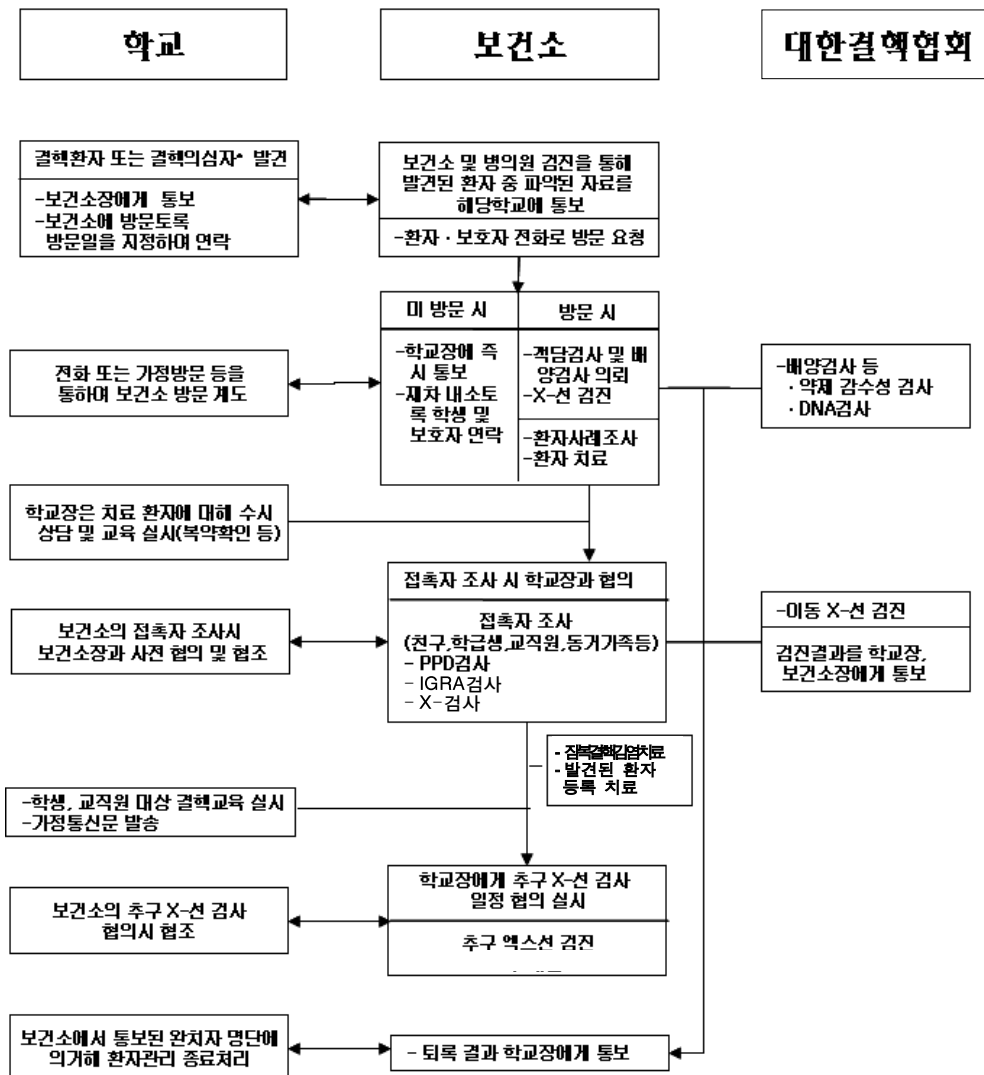 학교
보건소
대한결핵협회
결핵환자 또는 결핵의심자* 발견
-보건소장에게 통보
-보건소에 방문토록
방문일을 지정하며 연락
보건소 및 병의원 검진을 통해
발견된 환자 중 파악된 자료를
해당학교에 통보
-환자·보호자 전화로 방문 요청
미 방문 시
방문 시
-학교장에 즉
시 통보
-재차 내소토
록 학생 및
보호자 연락
-객담검사 및 배
양검사 의뢰
-X-선 검진
-환자사례조사
-환자 치료
전화 또는 가정방문 등을
통하여 보건소 방문 계도
-배양검사 등
·약제 감수성 검사
·DNA검사
학교장은 치료 환자에 대해 수시
상담 및 교육 실시(복약확인 등)
접촉자 조사 시 학교장과 협의
접촉자 조사
(친구,학급생,교직원,동거가족등)
- PPD검사
- IGRA검사
- X-검사
보건소의 접촉자 조사시
보건소장과 사전 협의 및 협조
-이동 X-선 검진
검진결과를 학교장,
보건소장에게 통보
- 잠복결핵감염치료
- 발견된 환자
등록 치료
-학생, 교직원 대상 결핵교육 실시
-가정통신문 발송
학교장에게 추구 X-선 검사
일정 협의 실시
추구 엑스선 검진
보건소의 추구 X-선 검사
협의시 협조
보건소에서 통보된 완치자 명단에
의거해 환자관리 종료처리
- 퇴록 결과 학교장에게 통보